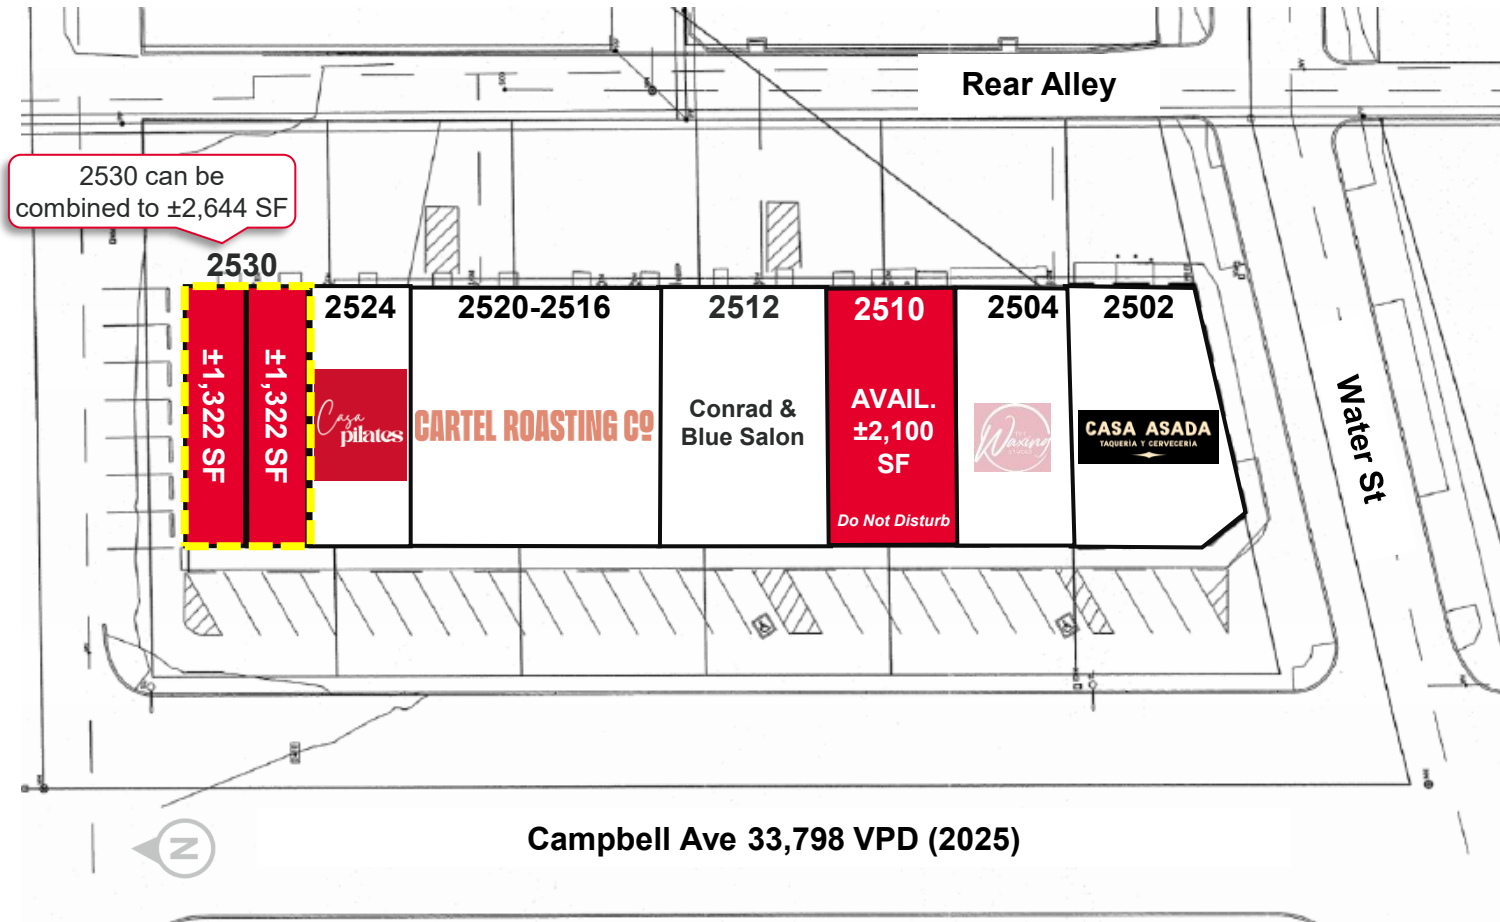 Rear Alley
2530 can be
combined to ±2,644 SF
2530
2524
2520-2516
2512
2510
2504
2502
±1,322 SF
±1,322 SF
Casa
pilates
CARTEL ROASTING CO
Conrad &
Blue Salon
AVAIL.
±2,100
SF
Do Not Disturb
Waxing
CASA ASADA
TAQUERIA Y CERVECERIA
Water St
N
Campbell Ave 33,798 VPD (2025)